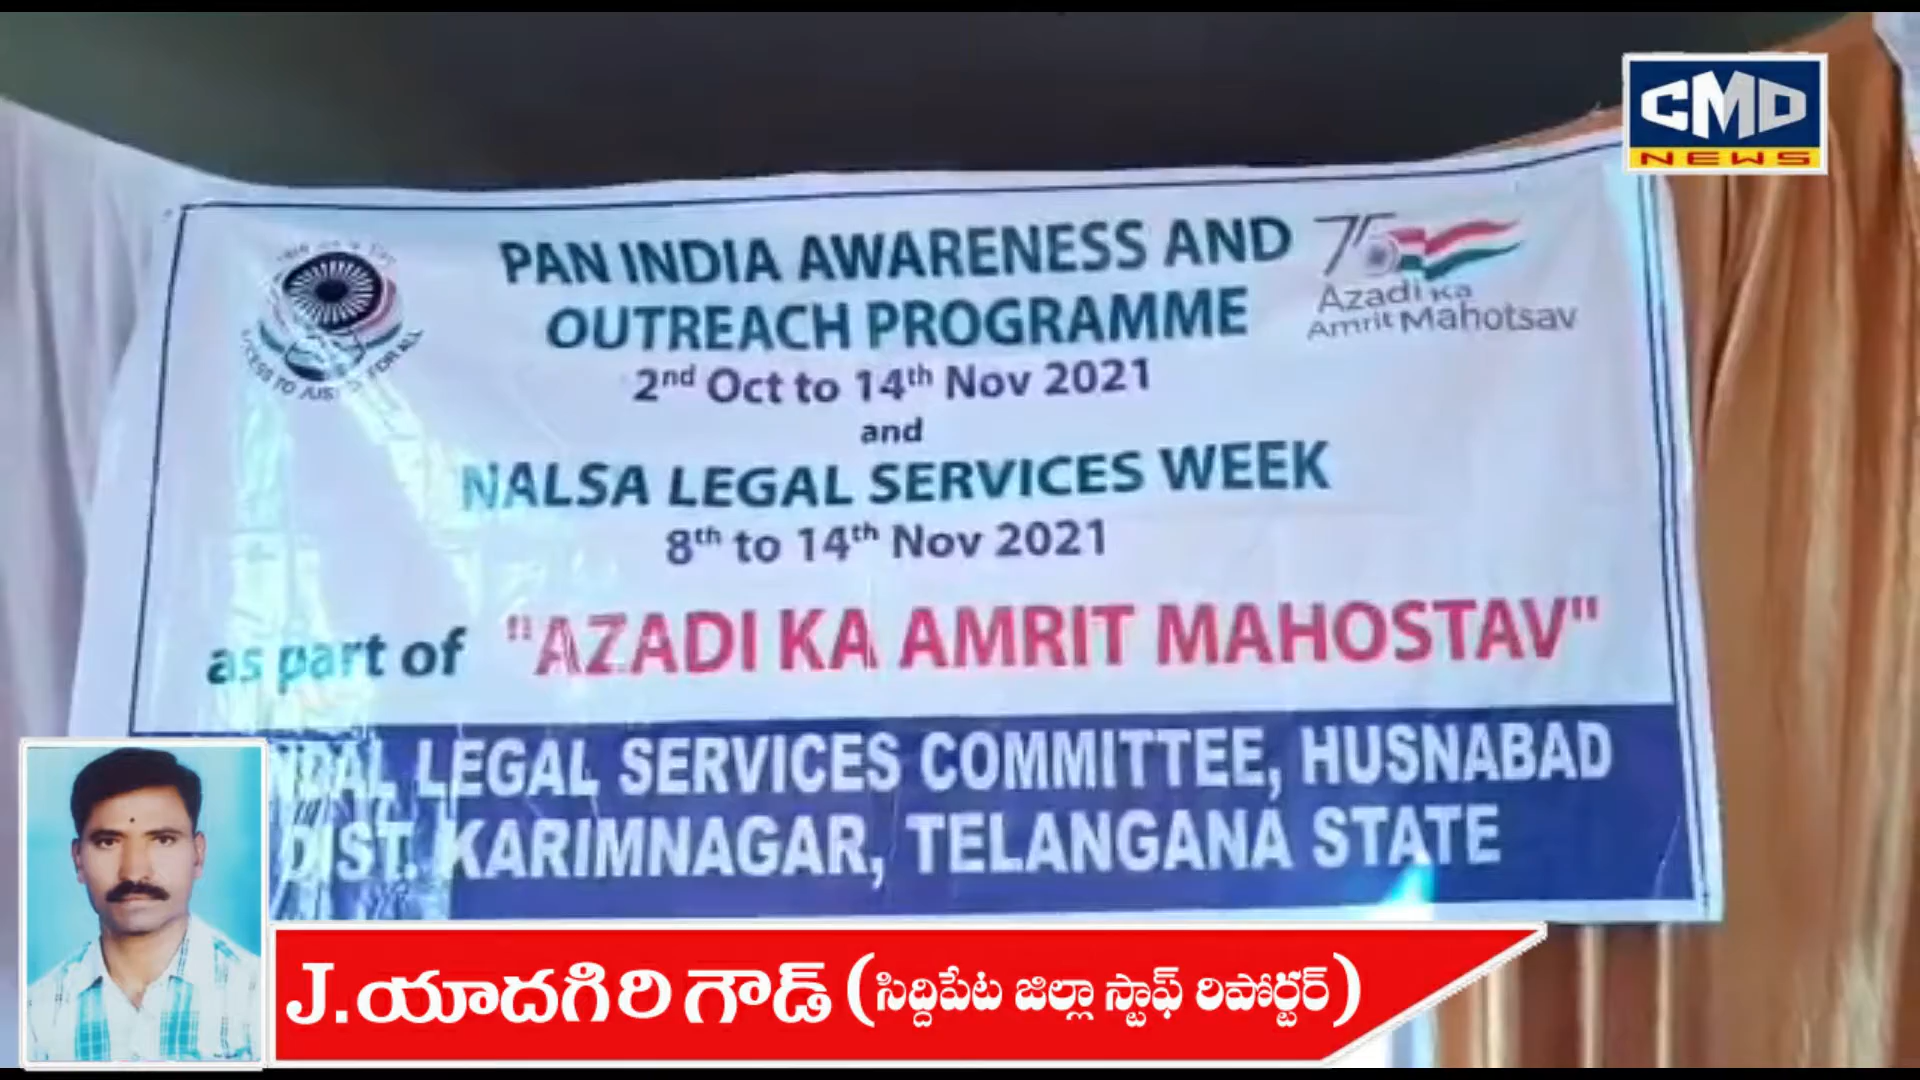 CMD
NEWS
PAN INDIA AWARENESS AND
OUTREACH PROGRAMME
2nd Oct to 14th Nov 2021
and
NALSA LEGAL SERVICES WEEK
8th to 14th Nov 2021
as part of "AZADI KA AMRIT MAHOSTAV"
75
Azadi Ka
Amrit Mahotsav
LEGAL SERVICES COMMITTEE, HUSNABAD
DIST. KARIMNAGAR, TELANGANA STATE
J.యాదగిరి గౌడ్ (సిద్దిపేట జిల్లా స్టాఫ్ రిపోర్టర్)